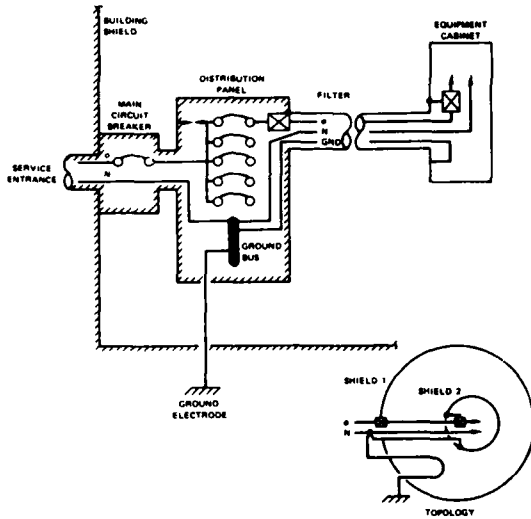 BUILDING
SHIELD
EQUIPMENT
CABINET
DISTRIBUTION
PANEL
FILTER
MAIN
CIRCUIT
BREAKER
ø
N
GND
SERVICE
ENTRANCE
ø
N
GROUND
BUS
GROUND
ELECTRODE
SHIELD 1
SHIELD 2
ø
N
TOPOLOGY